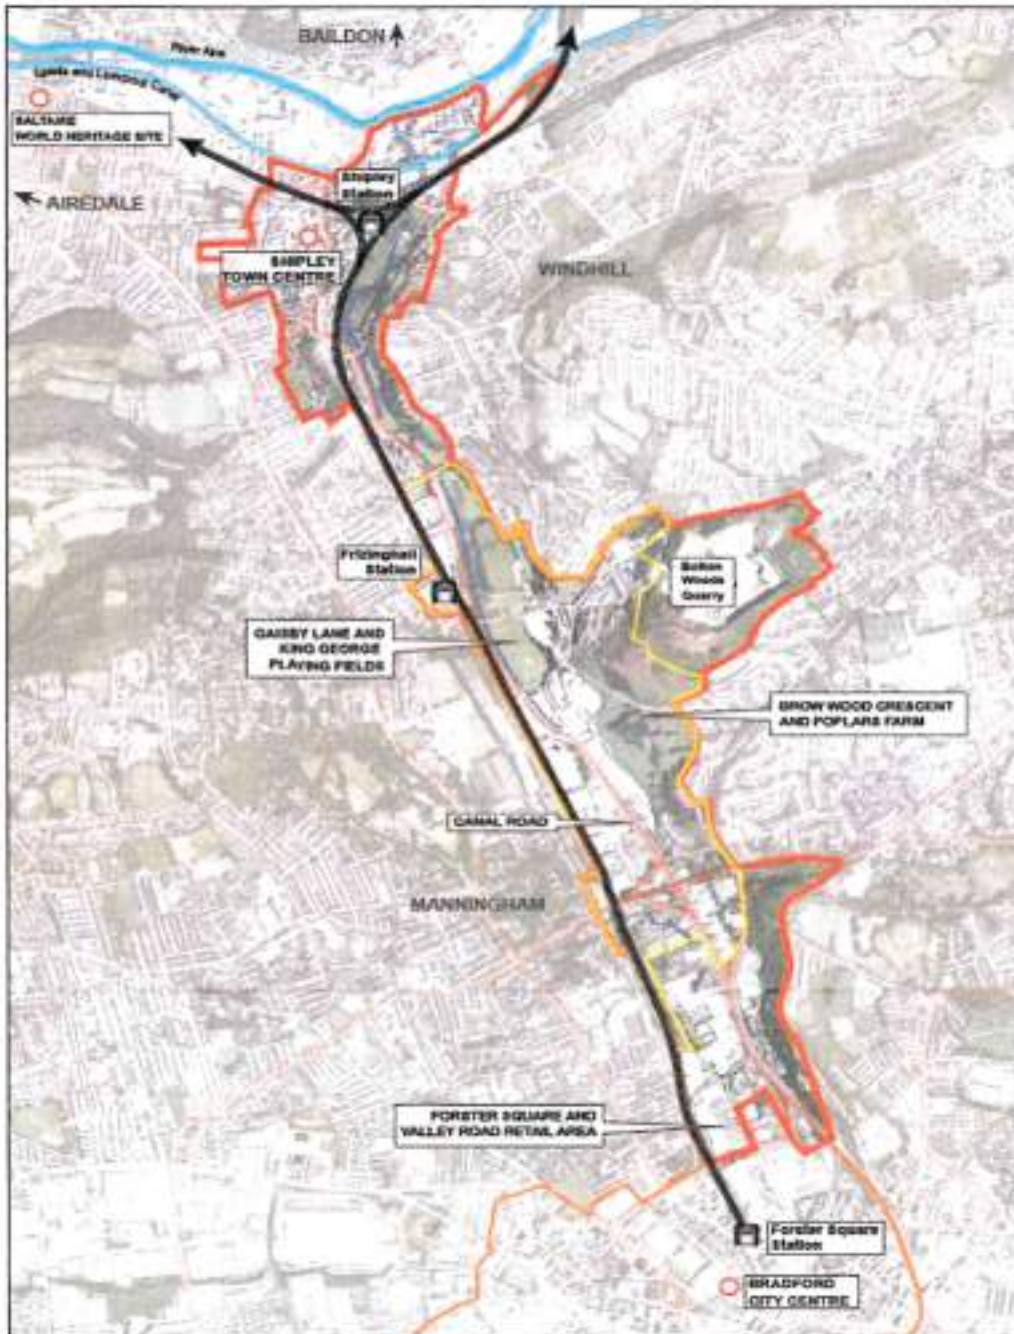 BAILDON
River Aire
Leeds and Liverpool Canal
SALTAIRE
WORLD HERITAGE SITE
AIREDALE
Shipley
Station
SHIPLEY
TOWN CENTRE
WINDHILL
Frizinghall
Station
Bolton
Woods
Quarry
GAISBY LANE AND
KING GEORGE
PLAYING FIELDS
BROW WOOD CRESCENT
AND POPLARS FARM
CANAL ROAD
MANNINGHAM
FORSTER SQUARE AND
VALLEY ROAD RETAIL AREA
Forster Square
Station
BRADFORD
CITY CENTRE